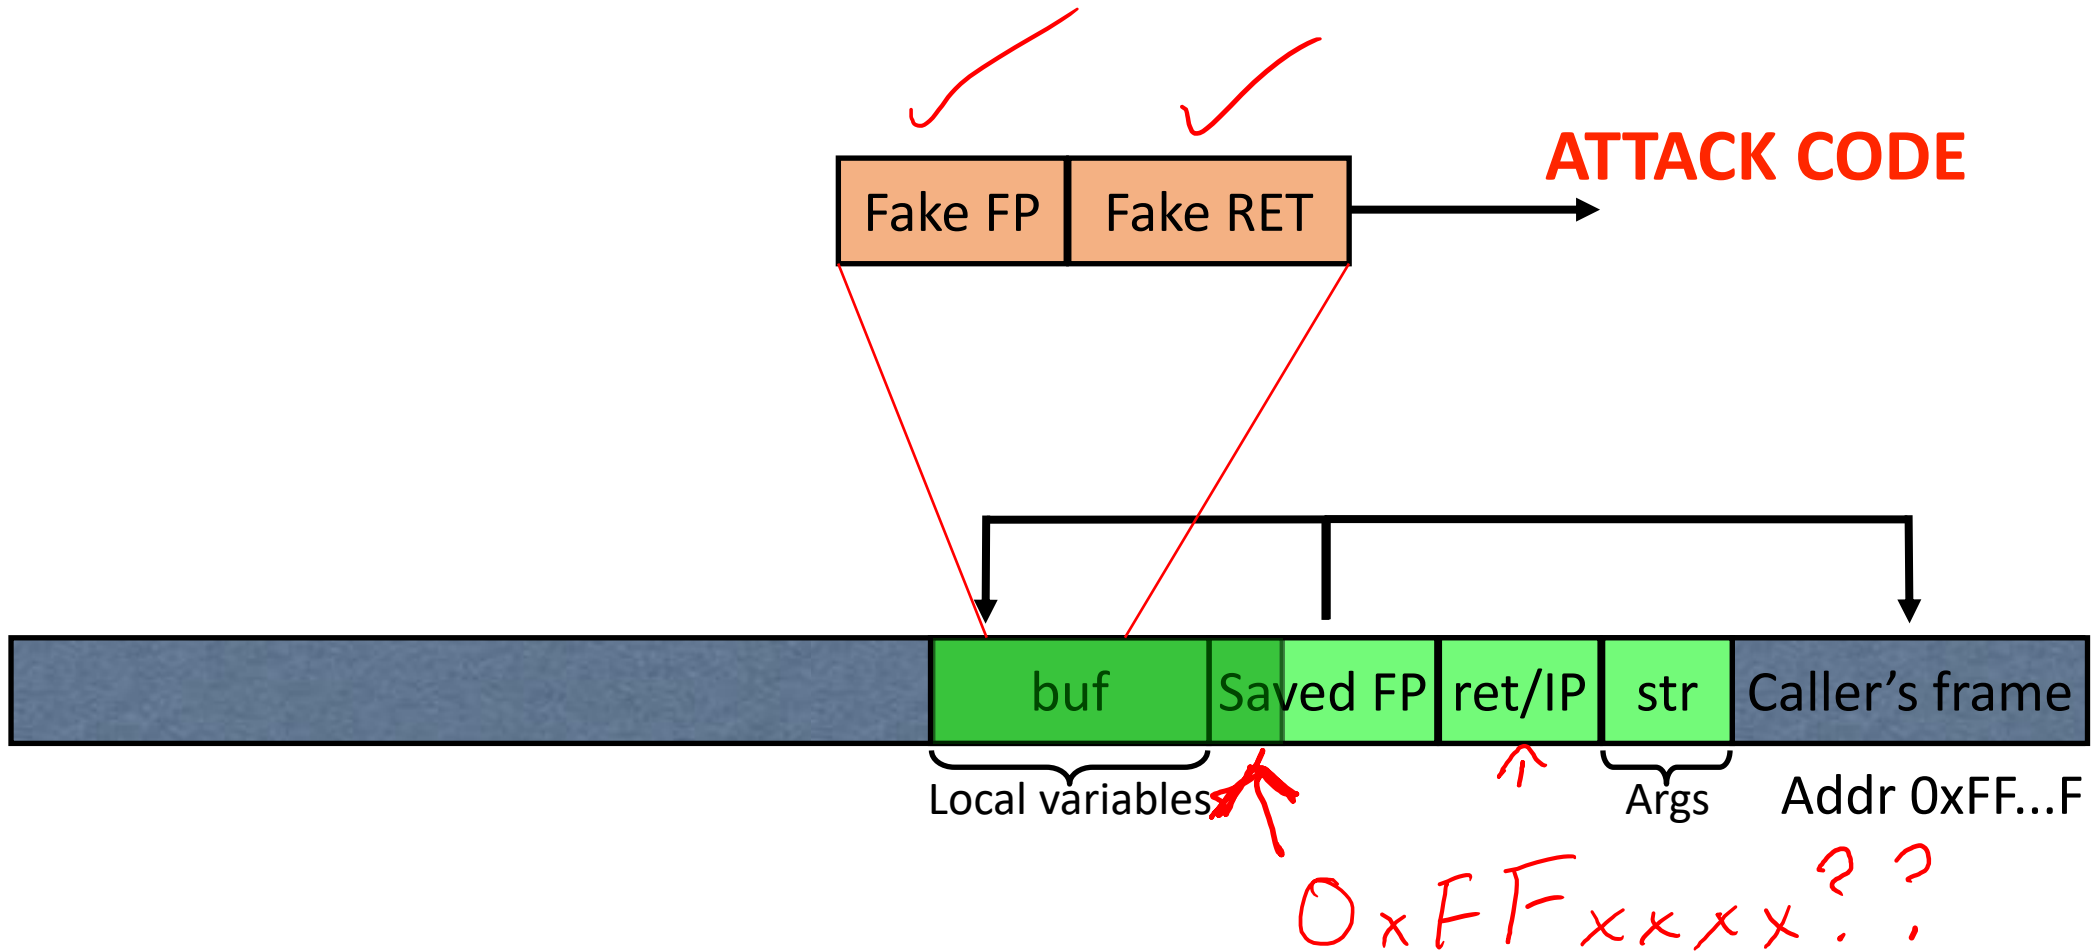 ATTACK CODE
Fake FP Fake RET
buf Saved FP ret/IP str Caller’s frame
Local variables Args Addr 0xFF...F
0xFFxxxx??